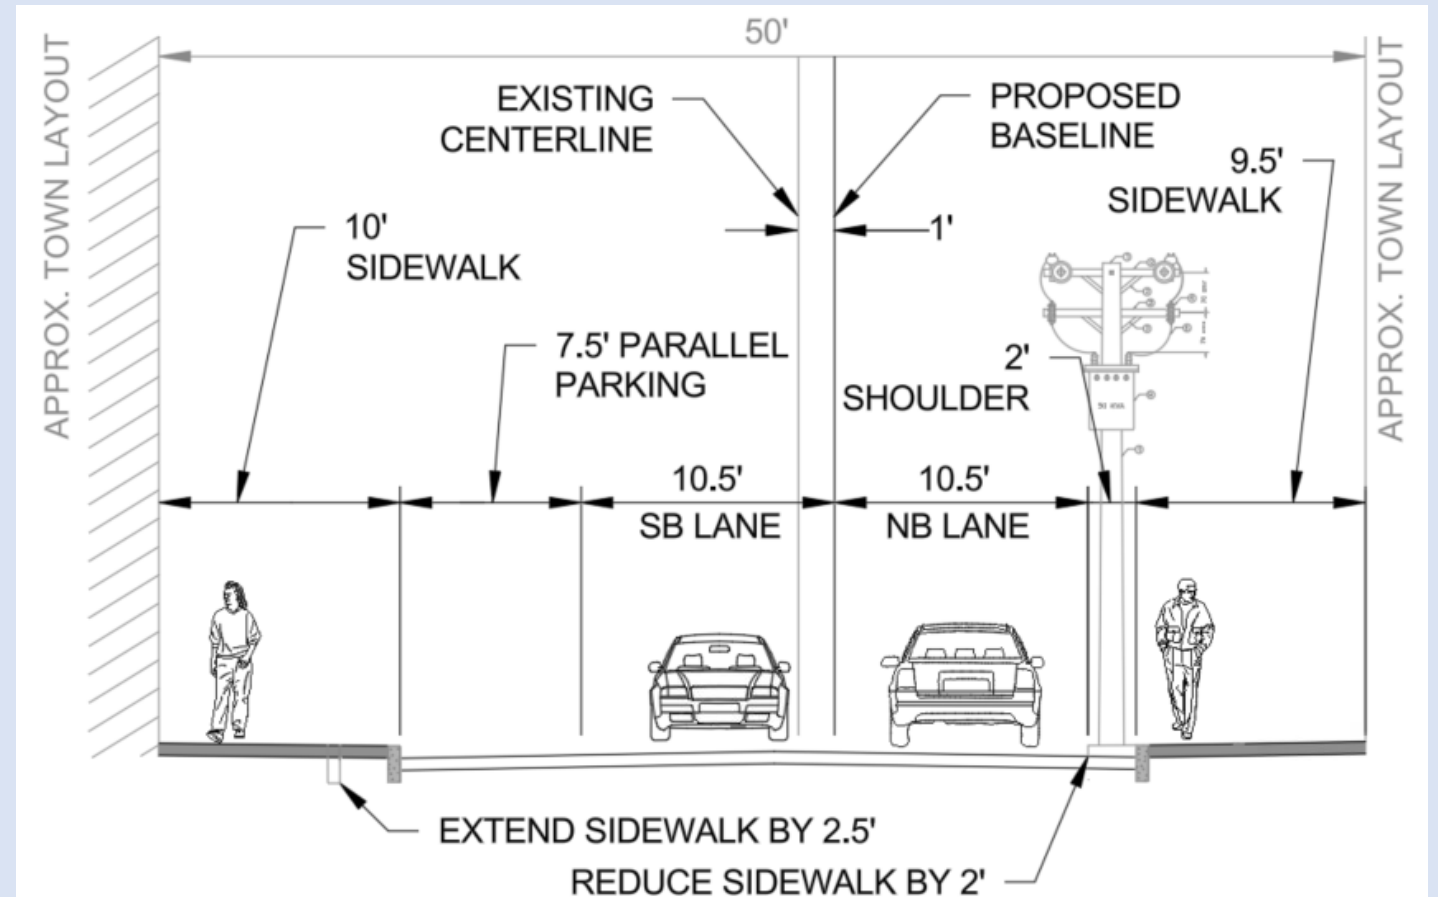 50'
APPROX. TOWN LAYOUT
APPROX. TOWN LAYOUT
EXISTING
CENTERLINE
PROPOSED
BASELINE
9.5'
SIDEWALK
1'
10'
SIDEWALK
7.5' PARALLEL
PARKING
2'
SHOULDER
10.5'
SB LANE
10.5'
NB LANE
EXTEND SIDEWALK BY 2.5'
REDUCE SIDEWALK BY 2'